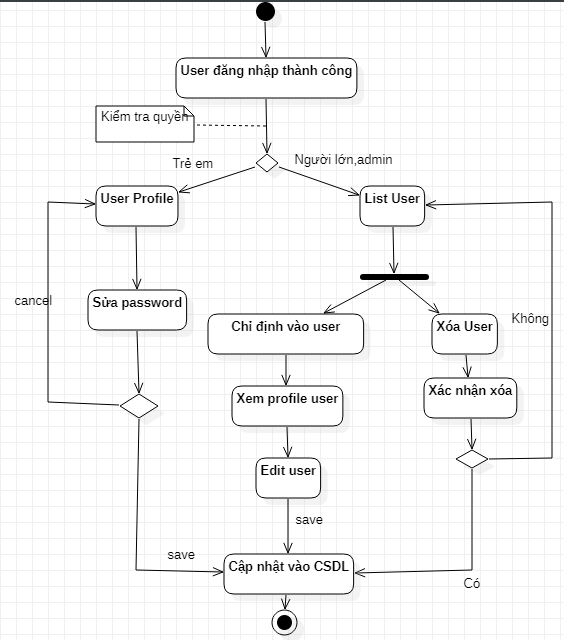 User đăng nhập thành công
Kiểm tra quyền
Trẻ em
Người lớn,admin
User Profile
List User
cancel
Sửa password
Chỉ định vào user
Xóa User
Không
Xem profile user
Xác nhận xóa
Edit user
save
save
Cập nhật vào CSDL
Có